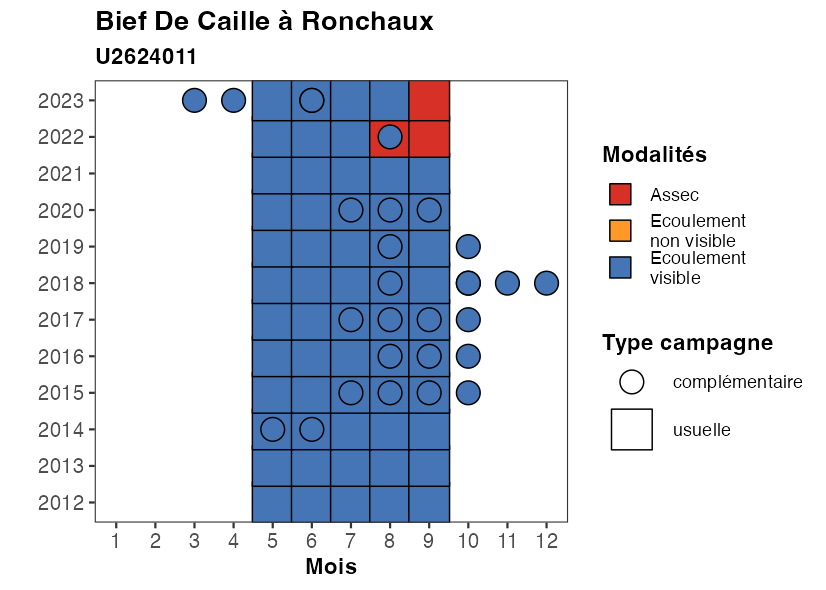 Bief De Caille à Ronchaux
U2624011
2023
2022
2021
2020
2019
2018
2017
2016
2015
2014
2013
2012
1 2 3 4 5 6 7 8 9 10 11 12
Mois
Modalités
Assec
Ecoulement
non visible
Ecoulement
visible
Type campagne
complémentaire
usuelle